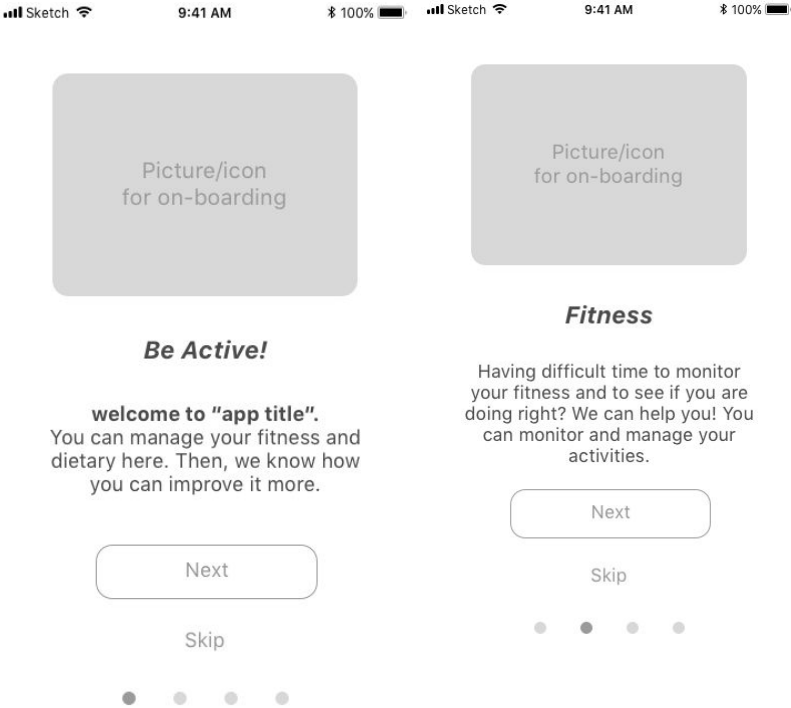 Sketch 9:41 AM 100%
Picture/icon
for on-boarding
Be Active!
welcome to “app title”.
You can manage your fitness and
dietary here. Then, we know how
you can improve it more.
Next
Skip
Sketch 9:41 AM 100%
Picture/icon
for on-boarding
Fitness
Having difficult time to monitor
your fitness and to see if you are
doing right? We can help you! You
can monitor and manage your
activities.
Next
Skip